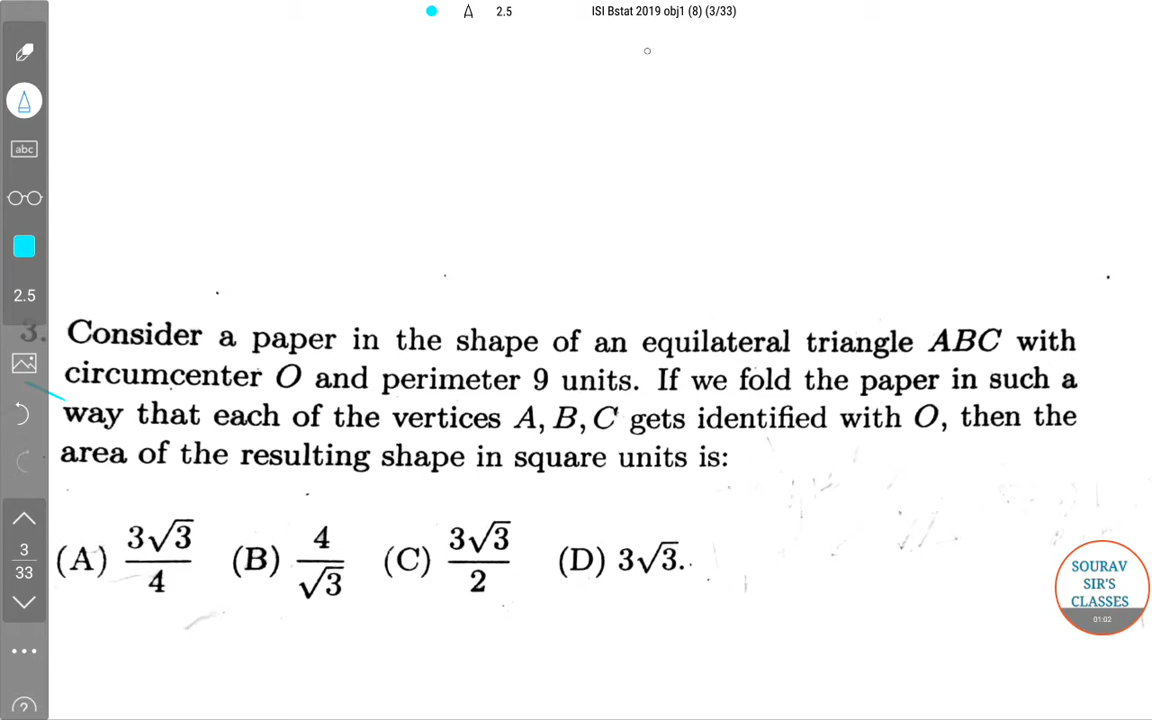 2.5 ISI Bstat 2019 obj1 (8) (3/33)
abc
2.5
3. Consider a paper in the shape of an equilateral triangle ABC with
circumcenter O and perimeter 9 units. If we fold the paper in such a
way that each of the vertices A, B, C gets identified with O, then the
area of the resulting shape in square units is:
(A) 3√3/4 (B) 4/√3 (C) 3√3/2 (D) 3√3.
3
33
SOURAV
SIR'S
CLASSES
01:02
?